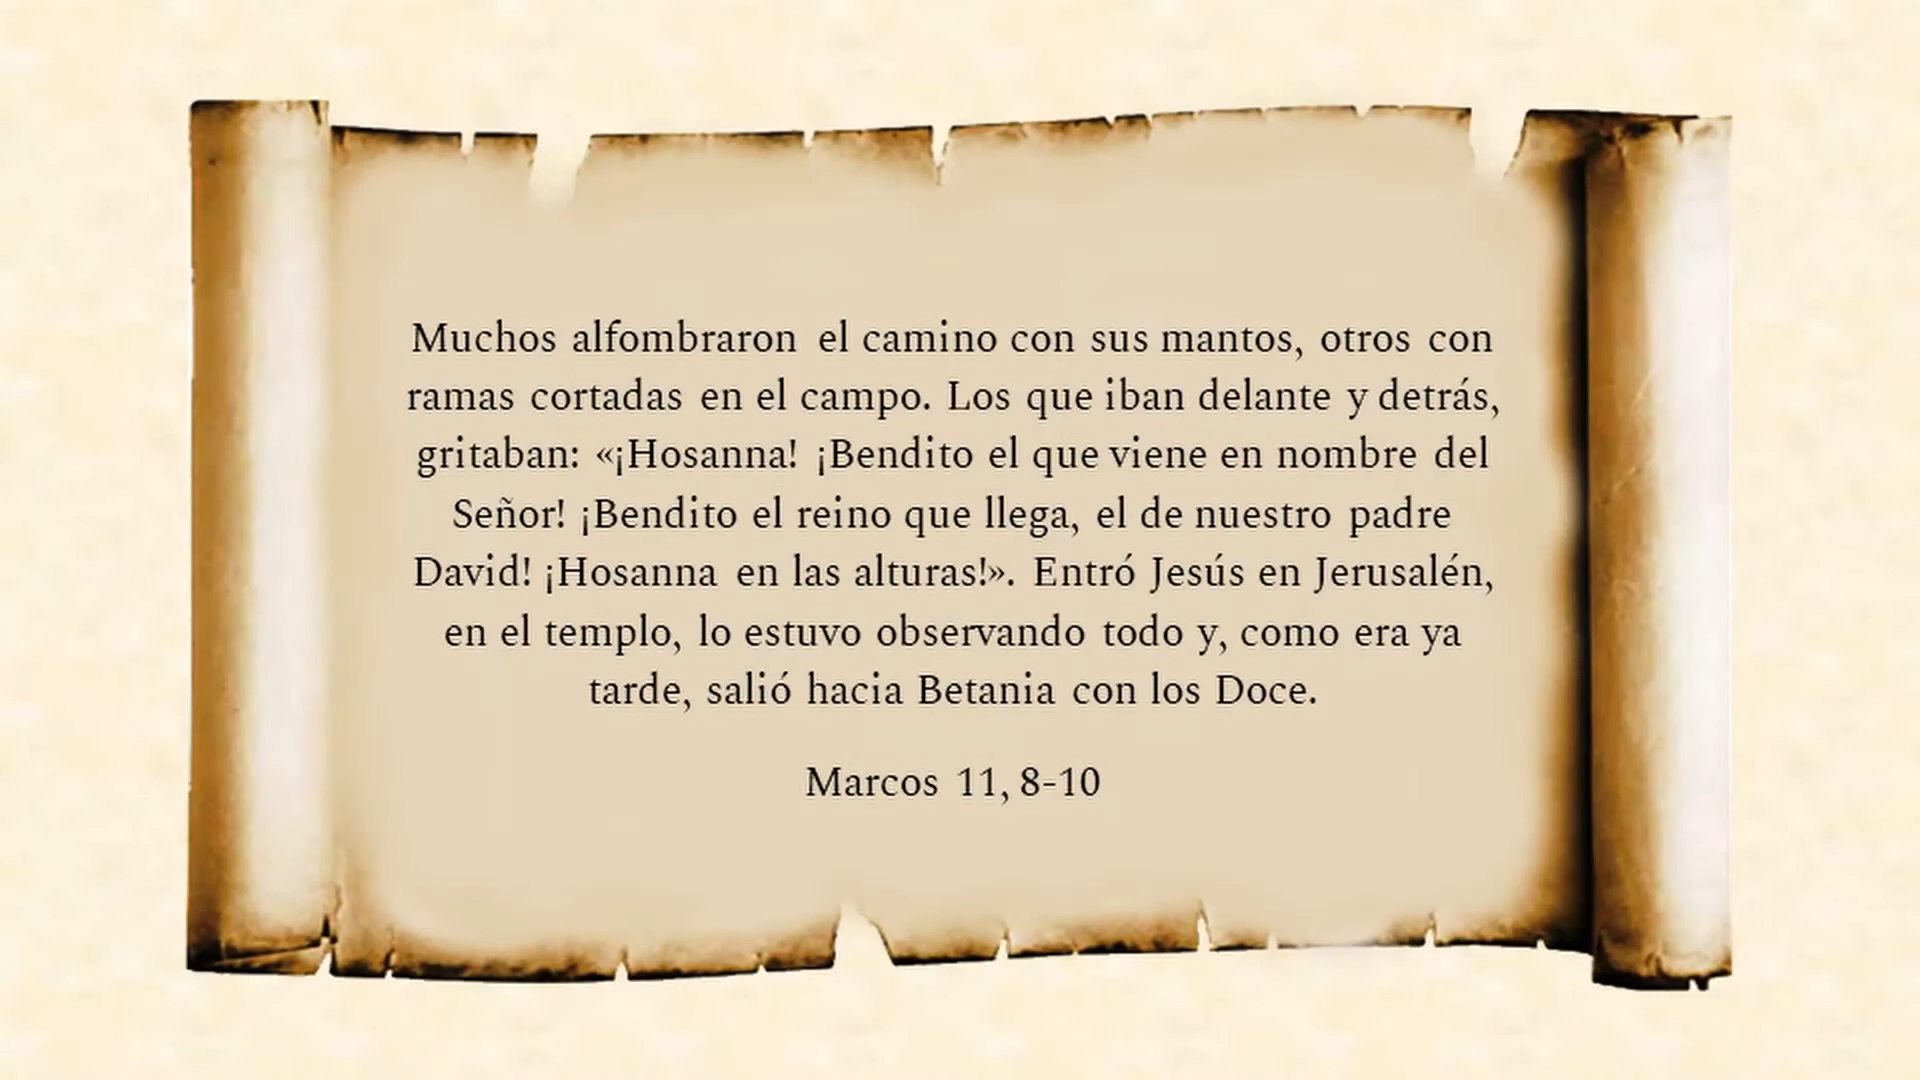 Muchos alfombraron el camino con sus mantos, otros con
ramas cortadas en el campo. Los que iban delante y detrás,
gritaban: «¡Hosanna! ¡Bendito el que viene en nombre del
Señor! ¡Bendito el reino que llega, el de nuestro padre
David! ¡Hosanna en las alturas!». Entró Jesús en Jerusalén,
en el templo, lo estuvo observando todo y, como era ya
tarde, salió hacia Betania con los Doce.
Marcos 11, 8-10